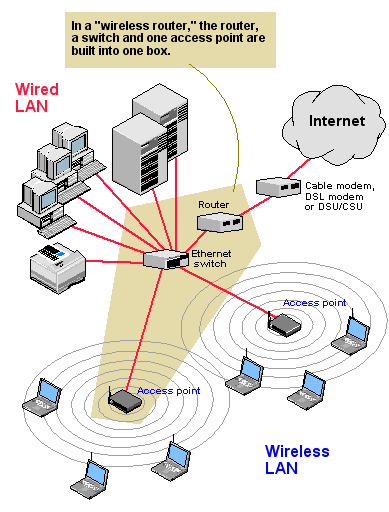 In a "wireless router," the router,
a switch and one access point are
built into one box.
Wired
LAN
Internet
Router
Cable modem,
DSL modem
or DSU/CSU
Ethernet
switch
Access point
Access point
Wireless
LAN